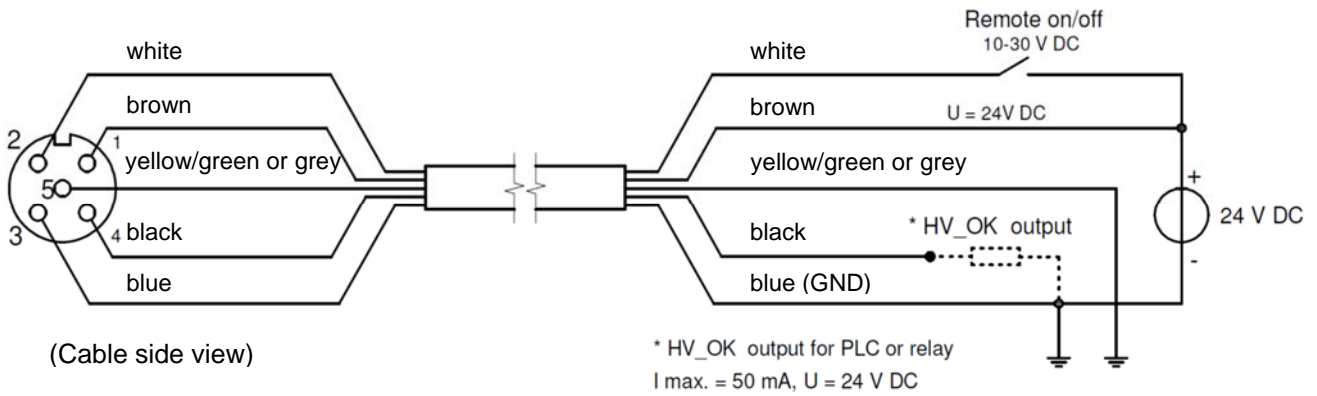 Remote on/off
10-30 V DC
white
white
brown
brown
U = 24V DC
2
1
yellow/green or grey
yellow/green or grey
5
+
24 V DC
3
4
black
black
* HV_OK output
-
blue
blue (GND)
(Cable side view)
* HV_OK output for PLC or relay
I max. = 50 mA, U = 24 V DC